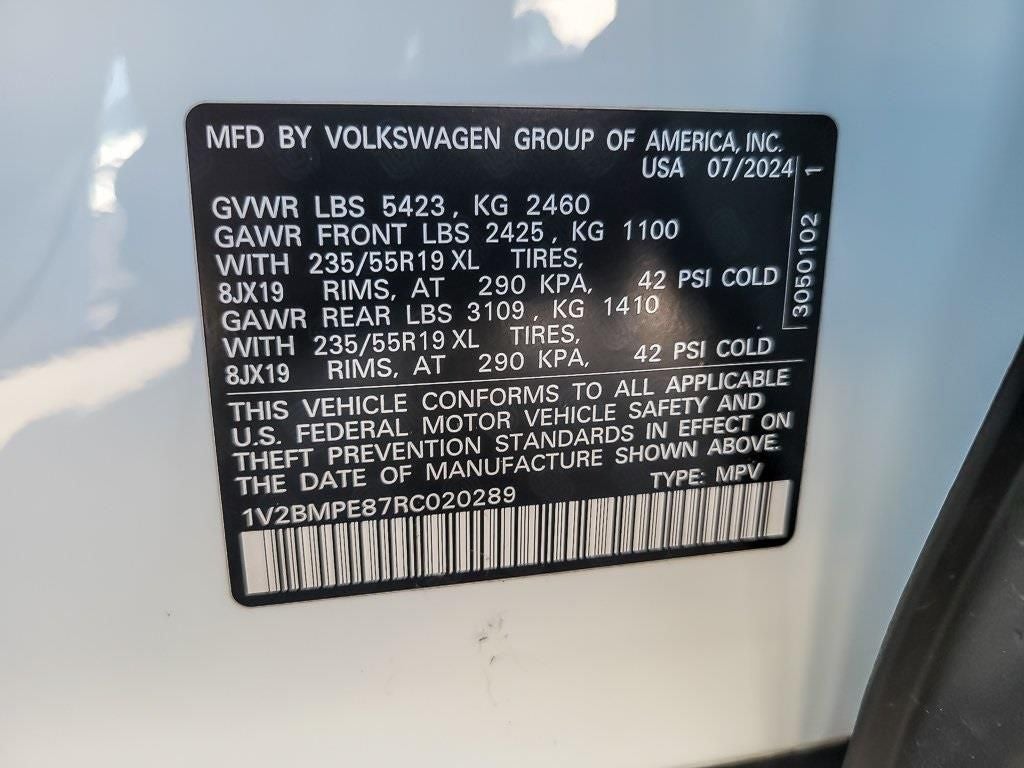 MFD BY VOLKSWAGEN GROUP OF AMERICA, INC.
USA 07/2024
GVWR LBS 5423, KG 2460
GAWR FRONT LBS 2425, KG 1100
WITH 235/55R19 XL TIRES,
8JX19 RIMS, AT 290 KPA, 42 PSI COLD
GAWR REAR LBS 3109, KG 1410
WITH 235/55R19 XL TIRES,
8JX19 RIMS, AT 290 KPA, 42 PSI COLD
THIS VEHICLE CONFORMS TO ALL APPLICABLE
U.S. FEDERAL MOTOR VEHICLE SAFETY AND
THEFT PREVENTION STANDARDS IN EFFECT ON
THE DATE OF MANUFACTURE SHOWN ABOVE.
TYPE: MPV
1V2BMPE87RC020289
3050102 1